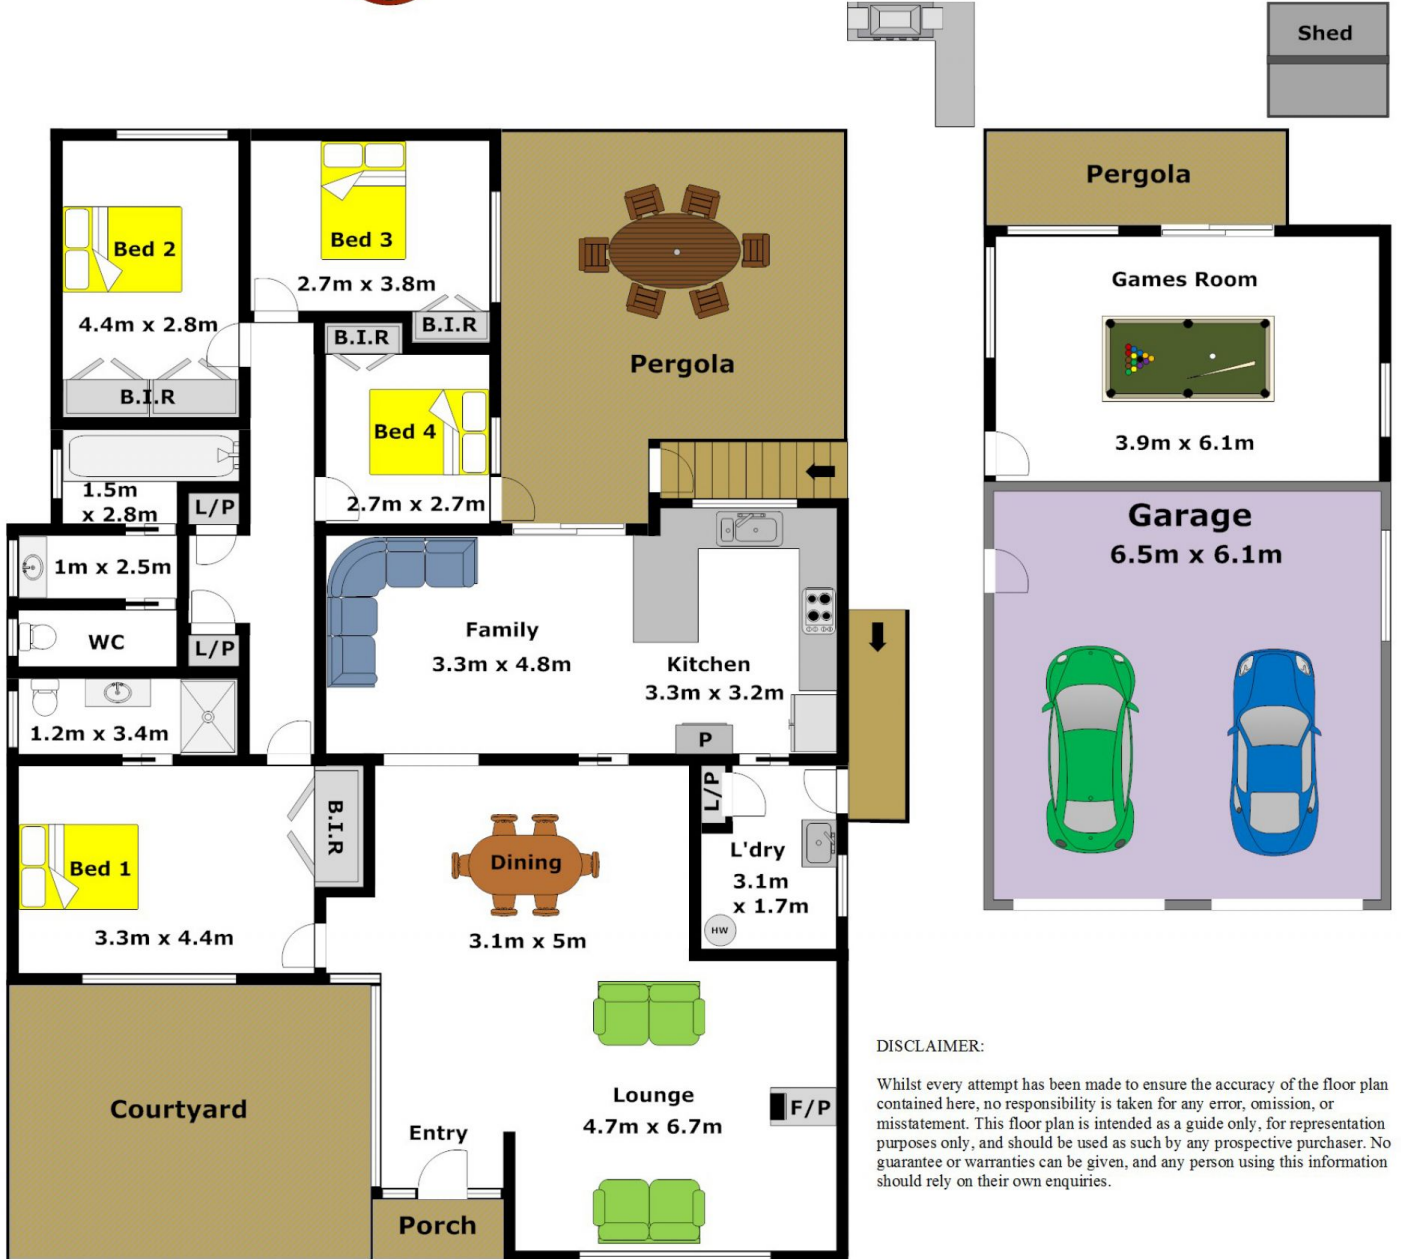 Shed
Pergola
Bed 2
4.4m x 2.8m
B.I.R
Bed 3
2.7m x 3.8m
B.I.R
B.I.R
Bed 4
2.7m x 2.7m
Pergola
Games Room
3.9m x 6.1m
Garage
6.5m x 6.1m
1.5m
x 2.8m
L/P
1m x 2.5m
WC
L/P
1.2m x 3.4m
Family
3.3m x 4.8m
Kitchen
3.3m x 3.2m
P
Bed 1
3.3m x 4.4m
B.I.R
Dining
3.1m x 5m
L/P
L'dry
3.1m
x 1.7m
HW
Courtyard
Entry
Porch
Lounge
4.7m x 6.7m
F/P
DISCLAIMER:
Whilst every attempt has been made to ensure the accuracy of the floor plan
contained here, no responsibility is taken for any error, omission, or
misstatement. This floor plan is intended as a guide only, for representation
purposes only, and should be used as such by any prospective purchaser. No
guarantee or warranties can be given, and any person using this information
should rely on their own enquiries.